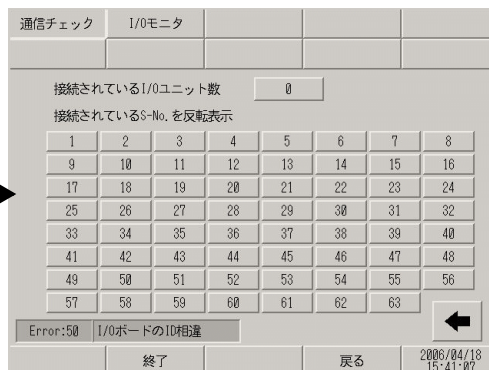 通信チェック I/Oモニタ
接続されているI/Oユニット数 0
接続されているS-No.を反転表示
1 2 3 4 5 6 7 8
9 10 11 12 13 14 15 16
17 18 19 20 21 22 23 24
25 26 27 28 29 30 31 32
33 34 35 36 37 38 39 40
41 42 43 44 45 46 47 48
49 50 51 52 53 54 55 56
57 58 59 60 61 62 63
Error:50 I/OボードのID相違
終了 戻る 2006/04/18
15:41:07